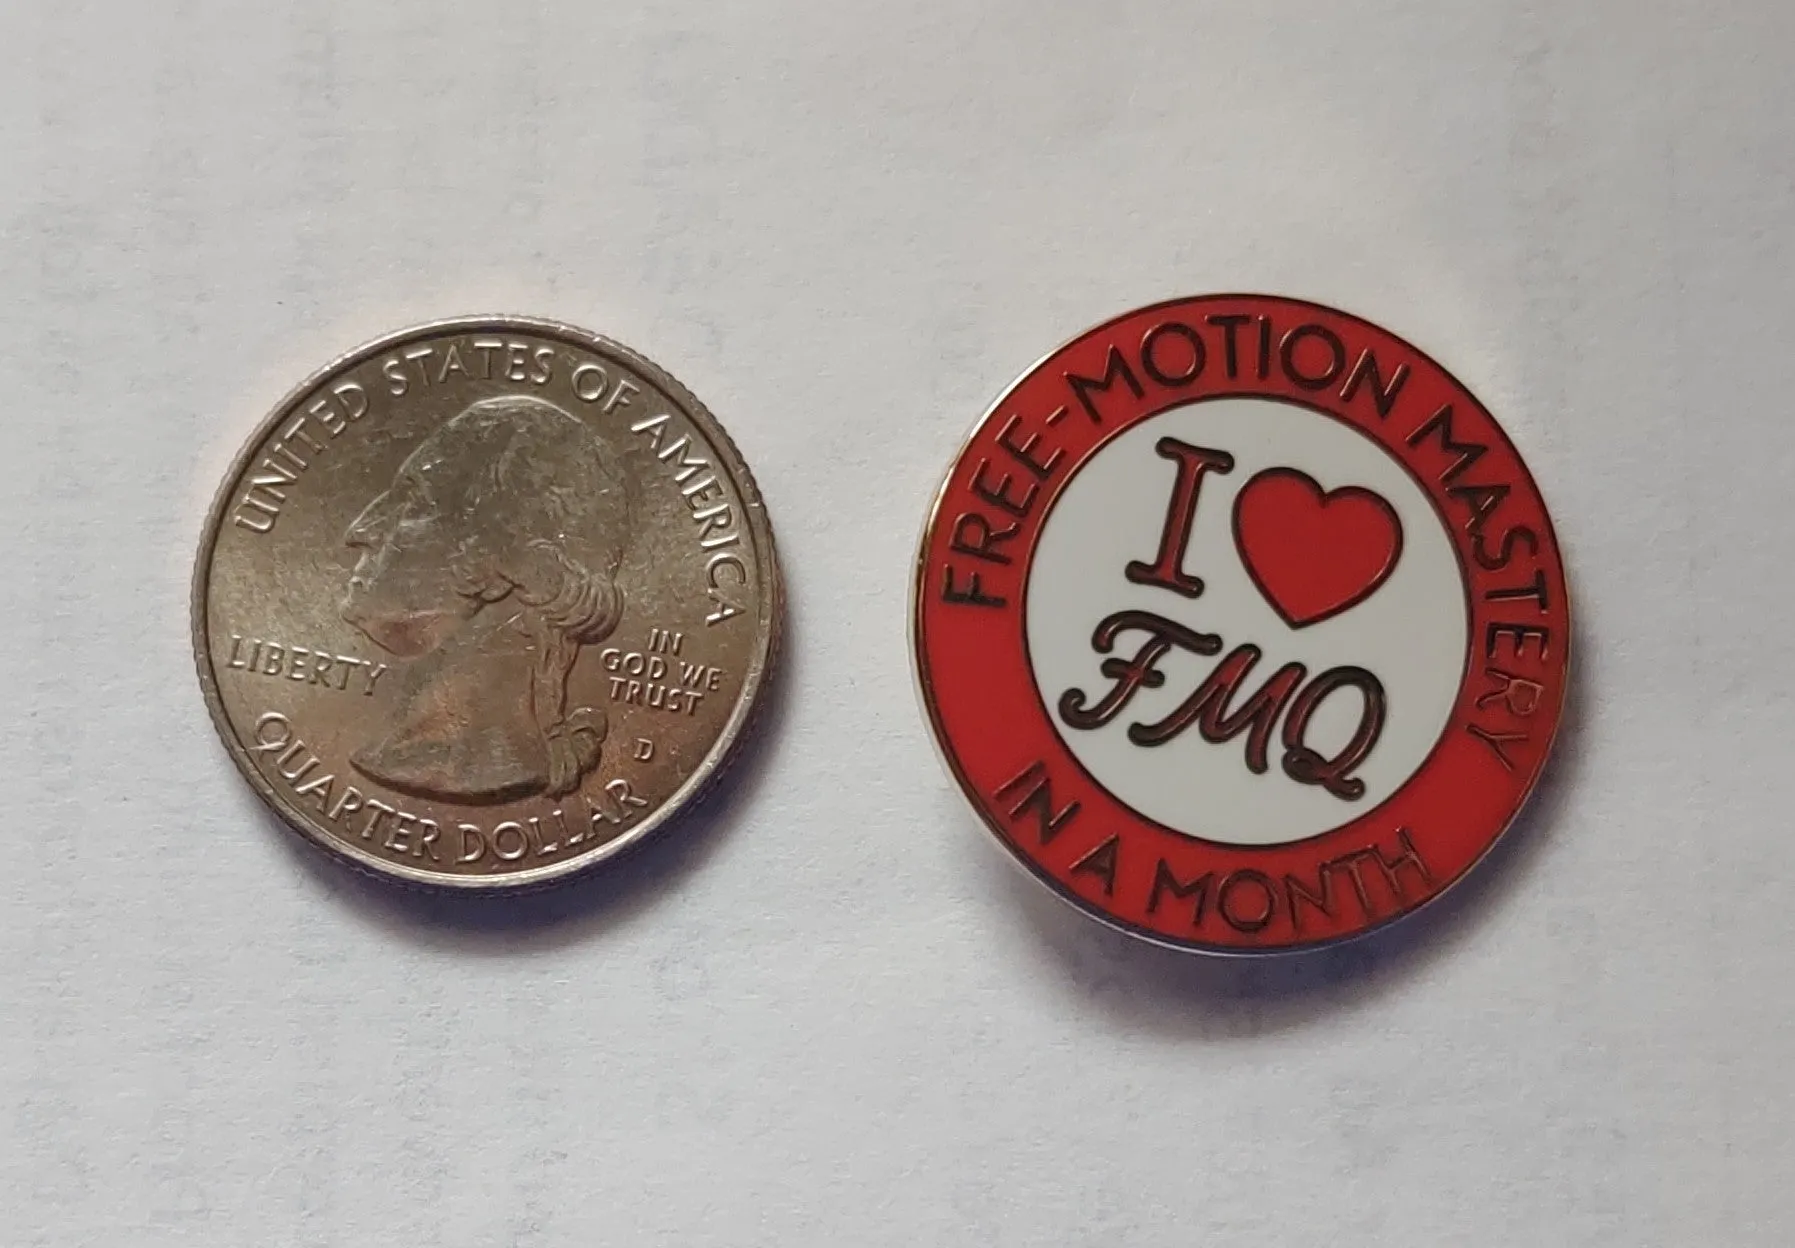 UNITED STATES OF AMERICA
LIBERTY
IN
GOD WE
TRUST
D
QUARTER DOLLAR
FREE-MOTION MASTERY
I
FMQ
IN A MONTH